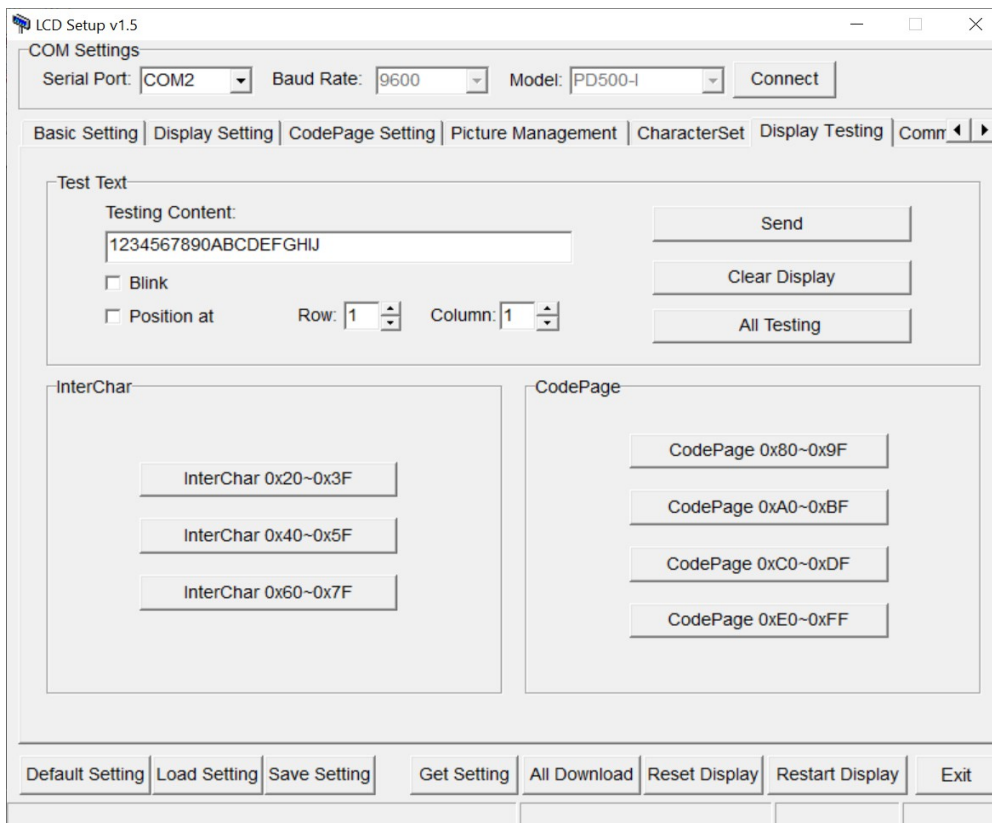 LCD Setup v1.5
COM Settings
Serial Port: COM2 Baud Rate: 9600 Model: PD500-I Connect
Basic Setting Display Setting CodePage Setting Picture Management CharacterSet Display Testing Comm
Test Text
Testing Content:
1234567890ABCDEFGHIJ
Send
Blink
Clear Display
Position at Row: 1 Column: 1
All Testing
InterChar
InterChar 0x20~0x3F
InterChar 0x40~0x5F
InterChar 0x60~0x7F
CodePage
CodePage 0x80~0x9F
CodePage 0xA0~0xBF
CodePage 0xC0~0xDF
CodePage 0xE0~0xFF
Default Setting Load Setting Save Setting Get Setting All Download Reset Display Restart Display Exit